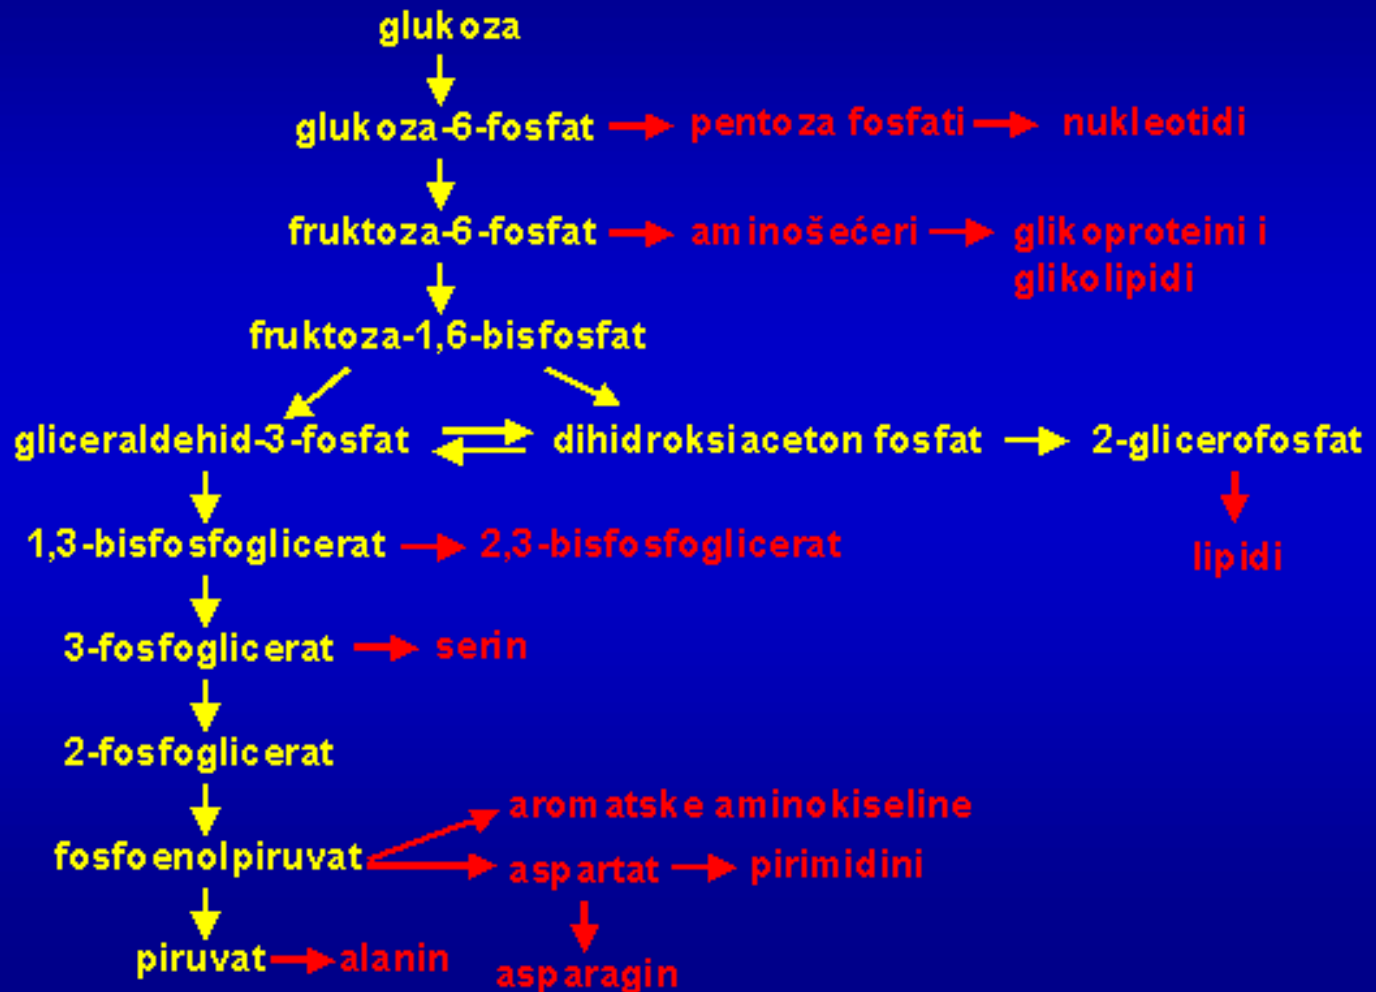 glukoza
glukoza-6-fosfat pentoza fosfati nukleotidi
fruktoza-6-fosfat aminošećeri glikoproteini i
glikolipidi
fruktoza-1,6-bisfosfat
gliceraldehid-3-fosfat dihidroksiaceton fosfat 2-glicerofosfat
1,3-bisfosfoglicerat 2,3-bisfosfoglicerat lipidi
3-fosfoglicerat serin
2-fosfoglicerat
aromatske aminokiseline
fosfoenolpiruvat aspartat pirimidini
piruvat alanin asparagin